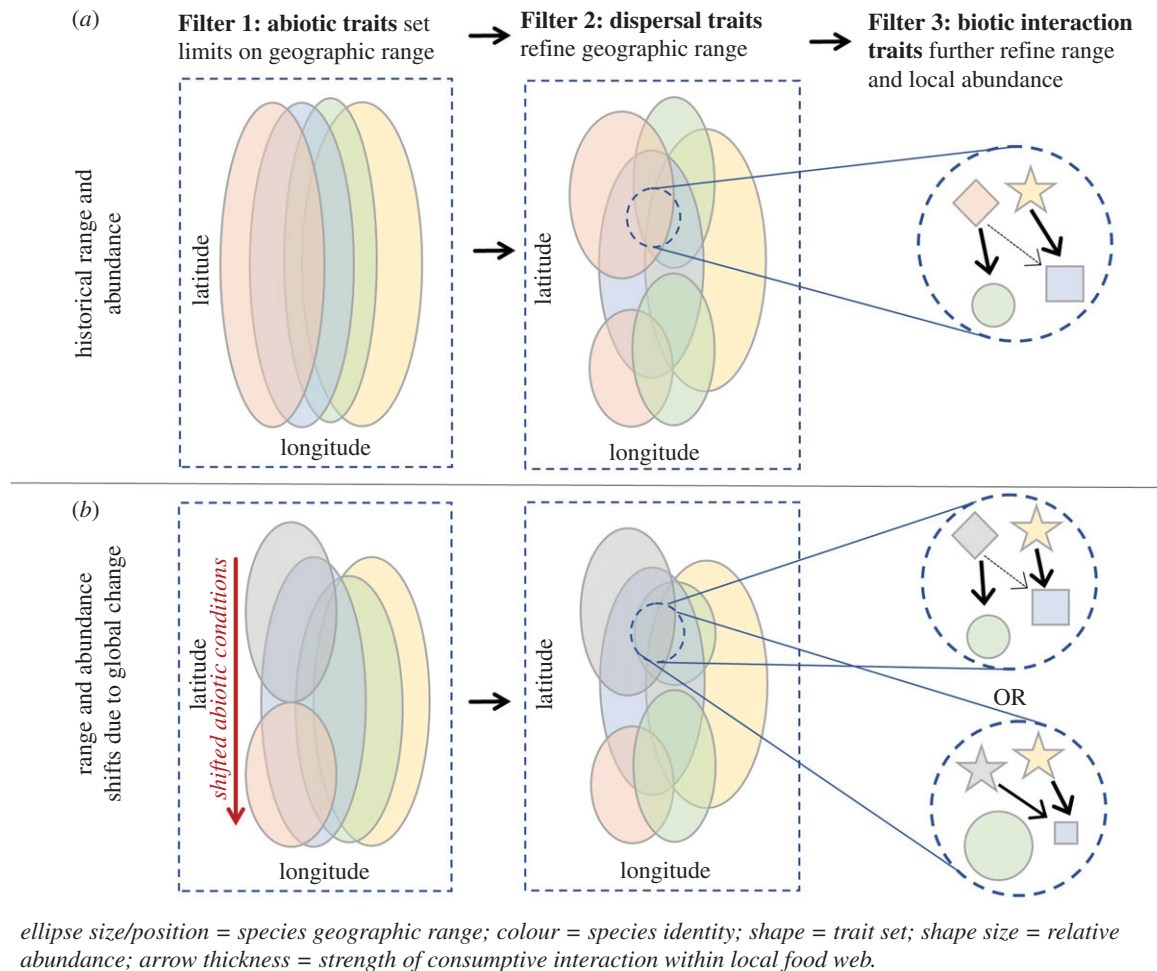 (a)
Filter 1: abiotic traits set
limits on geographic range
Filter 2: dispersal traits
refine geographic range
Filter 3: biotic interaction
traits further refine range
and local abundance
historical range and
abundance
latitude
longitude
latitude
longitude
(b)
range and abundance
shifts due to global change
latitude
shifted abiotic conditions
longitude
latitude
longitude
OR
ellipse size/position = species geographic range; colour = species identity; shape = trait set; shape size = relative
abundance; arrow thickness = strength of consumptive interaction within local food web.